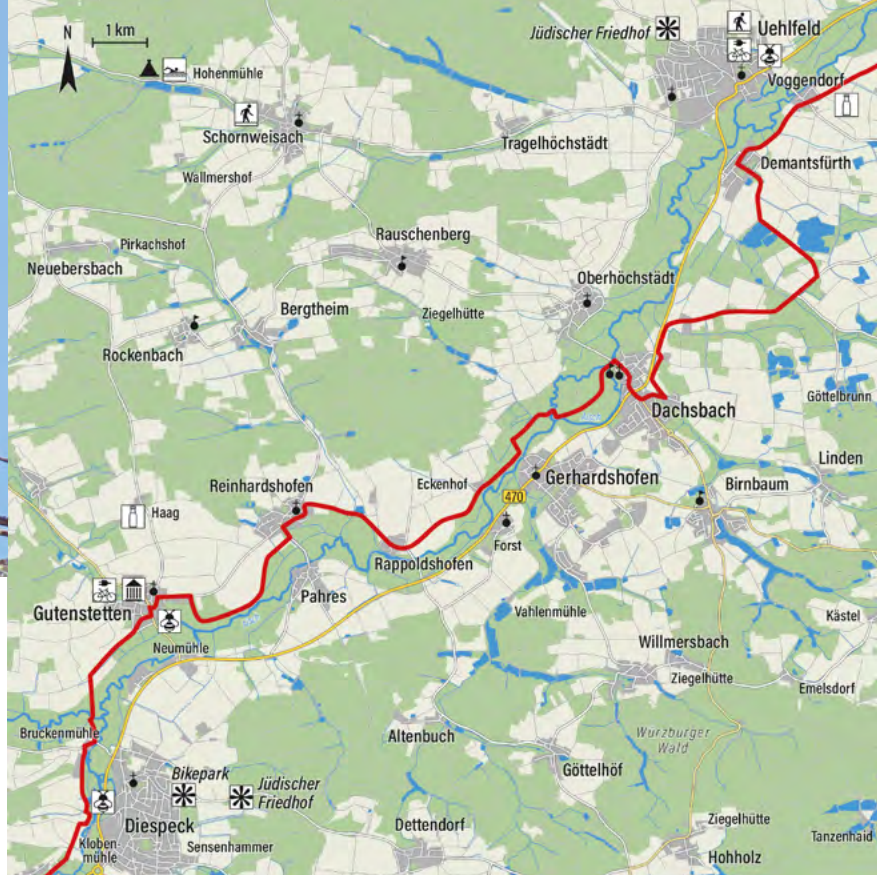 N
1 km
Jüdischer Friedhof
Uehlfeld
Voggendorf
Hohenmühle
Schornweisach
Tragelhöchstädt
Demantsfürth
Wallmershof
Rauschenberg
Pirkachshof
Neuebersbach
Oberhöchstädt
Bergtheim
Ziegelhütte
Rockenbach
Göttelbrunn
Dachsbach
Linden
Reinhardshofen
Eckenhof
Gerhardshofen
Birnbaum
470
Haag
Forst
Rappoldshofen
Pahres
Gutenstetten
Vahlenmühle
Kästel
Neumühle
Willmersbach
Ziegelhütte
Emelsdorf
Bruckenmühle
Altenbuch
Würzburger
Wald
Göttelhöf
Bikepark
Jüdischer
Friedhof
Diespeck
Dettendorf
Ziegelhütte
Tanzenhaid
Kloben-
mühle
Sensenhammer
Hohholz